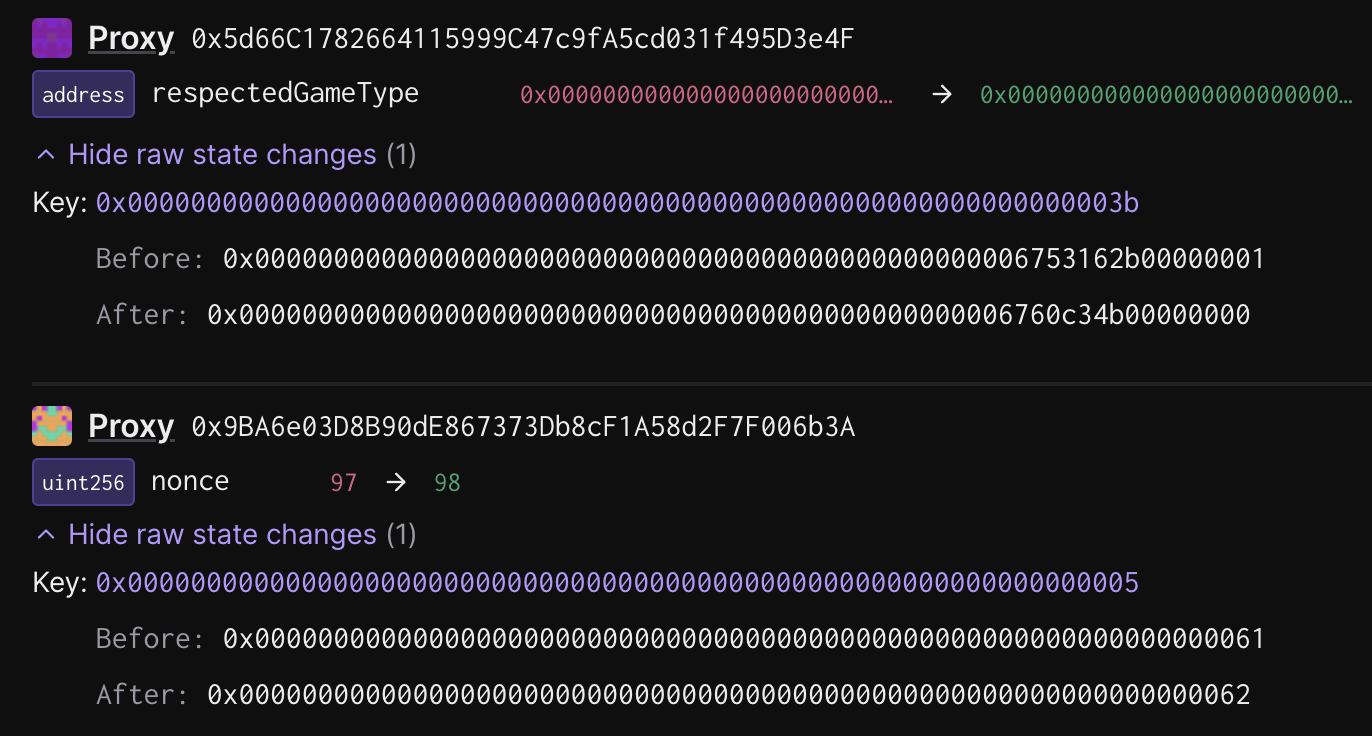 Proxy 0x5d66C1782664115999C47c9fA5cd031f495D3e4F
address respectedGameType 0x0000000000000000000000000… → 0x0000000000000000000000000…
Hide raw state changes (1)
Key: 0x000000000000000000000000000000000000000000000000000000000000003b
Before: 0x0000000000000000000000000000000000000000000000006753162b00000001
After: 0x0000000000000000000000000000000000000000000000006760c34b00000000
Proxy 0x9BA6e03D8B90dE867373Db8cF1A58d2F7F006b3A
uint256 nonce 97 → 98
Hide raw state changes (1)
Key: 0x0000000000000000000000000000000000000000000000000000000000000005
Before: 0x0000000000000000000000000000000000000000000000000000000000000061
After: 0x0000000000000000000000000000000000000000000000000000000000000062